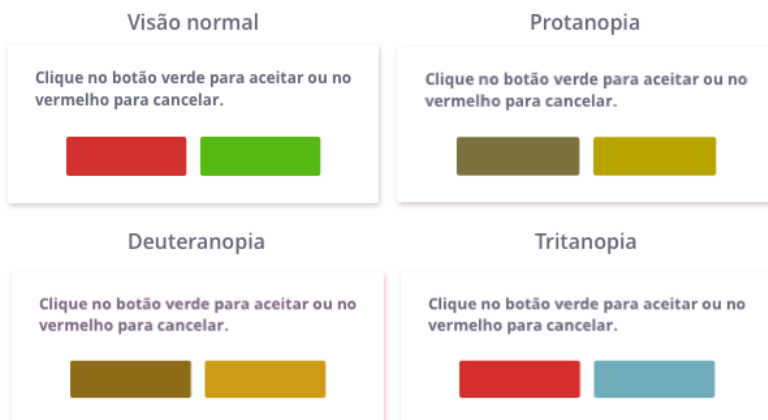 Visão normal
Clique no botão verde para aceitar ou no
vermelho para cancelar.
Protanopia
Clique no botão verde para aceitar ou no
vermelho para cancelar.
Deuteranopia
Clique no botão verde para aceitar ou no
vermelho para cancelar.
Tritanopia
Clique no botão verde para aceitar ou no
vermelho para cancelar.